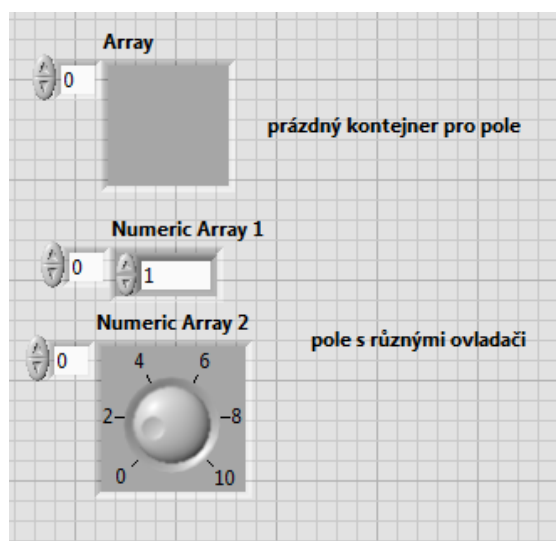 Array
0
prázdný kontejner pro pole
Numeric Array 1
0 1
Numeric Array 2
0
pole s různými ovladači
4 6
2 8
0 10